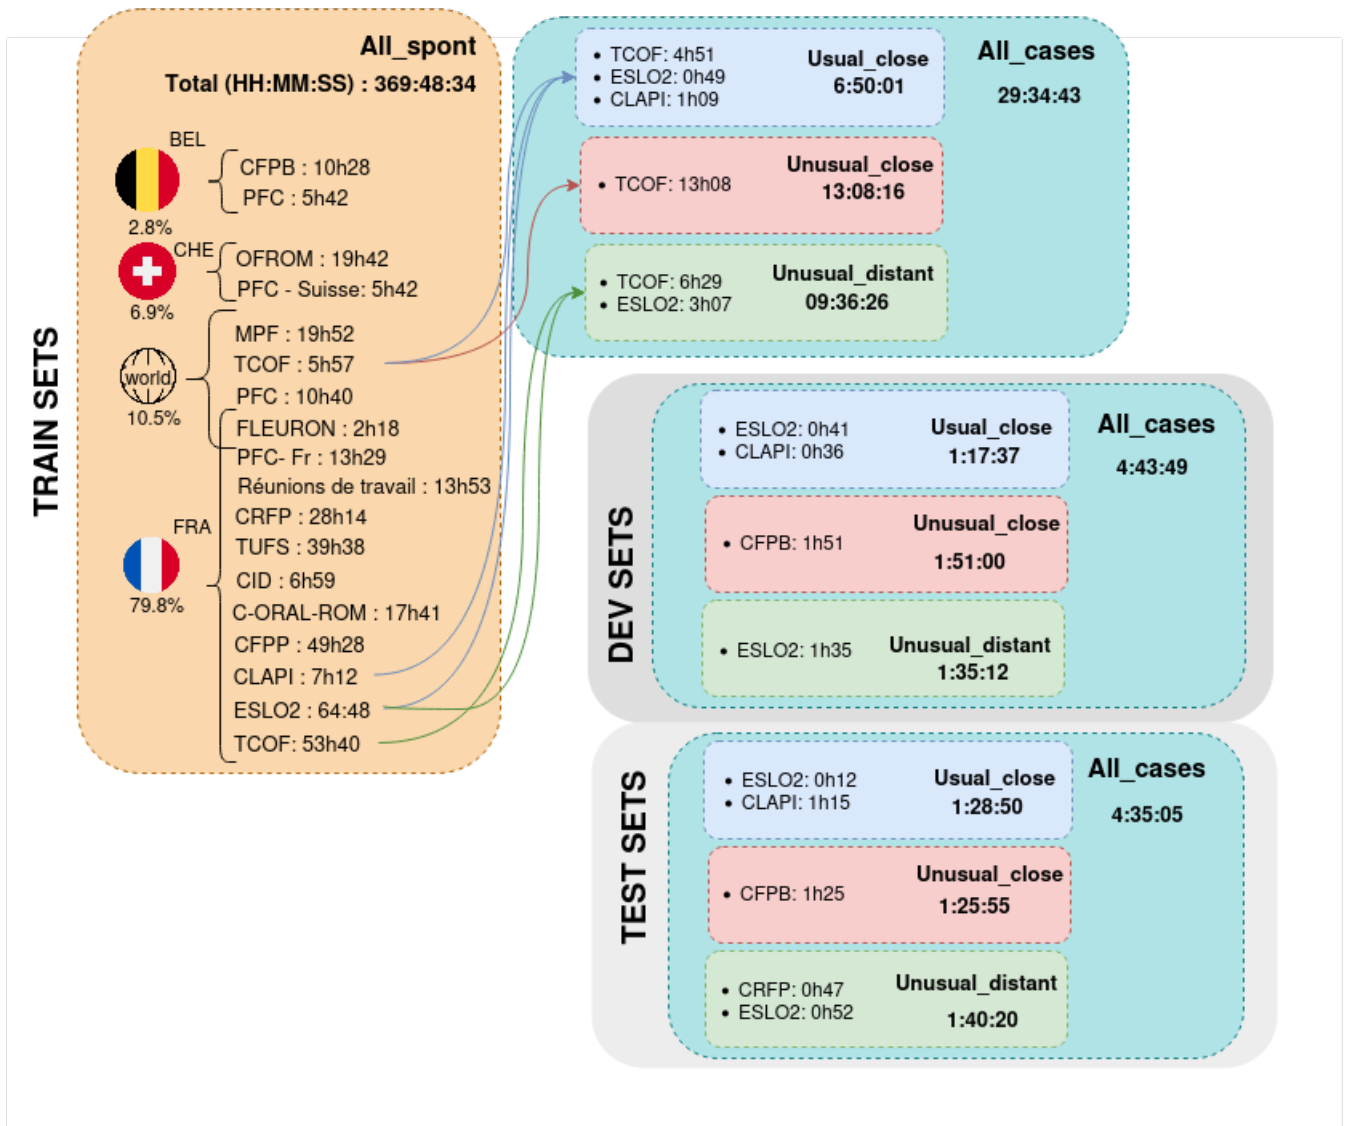 TRAIN SETS
All_spont
Total (HH:MM:SS) : 369:48:34
BEL
CFPB : 10h28
PFC : 5h42
2.8%
CHE
OFROM : 19h42
PFC - Suisse: 5h42
6.9%
world
10.5%
MPF : 19h52
TCOF : 5h57
PFC : 10h40
FLEURON : 2h18
PFC- Fr : 13h29
Réunions de travail : 13h53
CRFP : 28h14
FRA
TUFS : 39h38
CID : 6h59
79.8%
C-ORAL-ROM : 17h41
CFPP : 49h28
CLAPI : 7h12
ESLO2 : 64:48
TCOF: 53h40
All_cases
29:34:43
• TCOF: 4h51
• ESLO2: 0h49
• CLAPI: 1h09
Usual_close
6:50:01
• TCOF: 13h08
Unusual_close
13:08:16
• TCOF: 6h29
• ESLO2: 3h07
Unusual_distant
09:36:26
DEV SETS
All_cases
4:43:49
• ESLO2: 0h41
• CLAPI: 0h36
Usual_close
1:17:37
• CFPB: 1h51
Unusual_close
1:51:00
• ESLO2: 1h35
Unusual_distant
1:35:12
TEST SETS
All_cases
4:35:05
• ESLO2: 0h12
• CLAPI: 1h15
Usual_close
1:28:50
• CFPB: 1h25
Unusual_close
1:25:55
• CRFP: 0h47
• ESLO2: 0h52
Unusual_distant
1:40:20